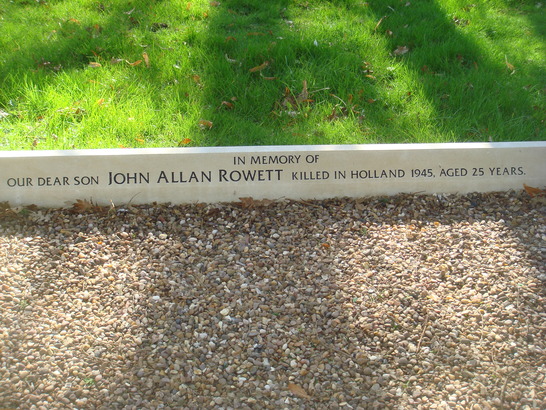 IN MEMORY OF
OUR DEAR SON JOHN ALLAN ROWETT KILLED IN HOLLAND 1945, AGED 25 YEARS.